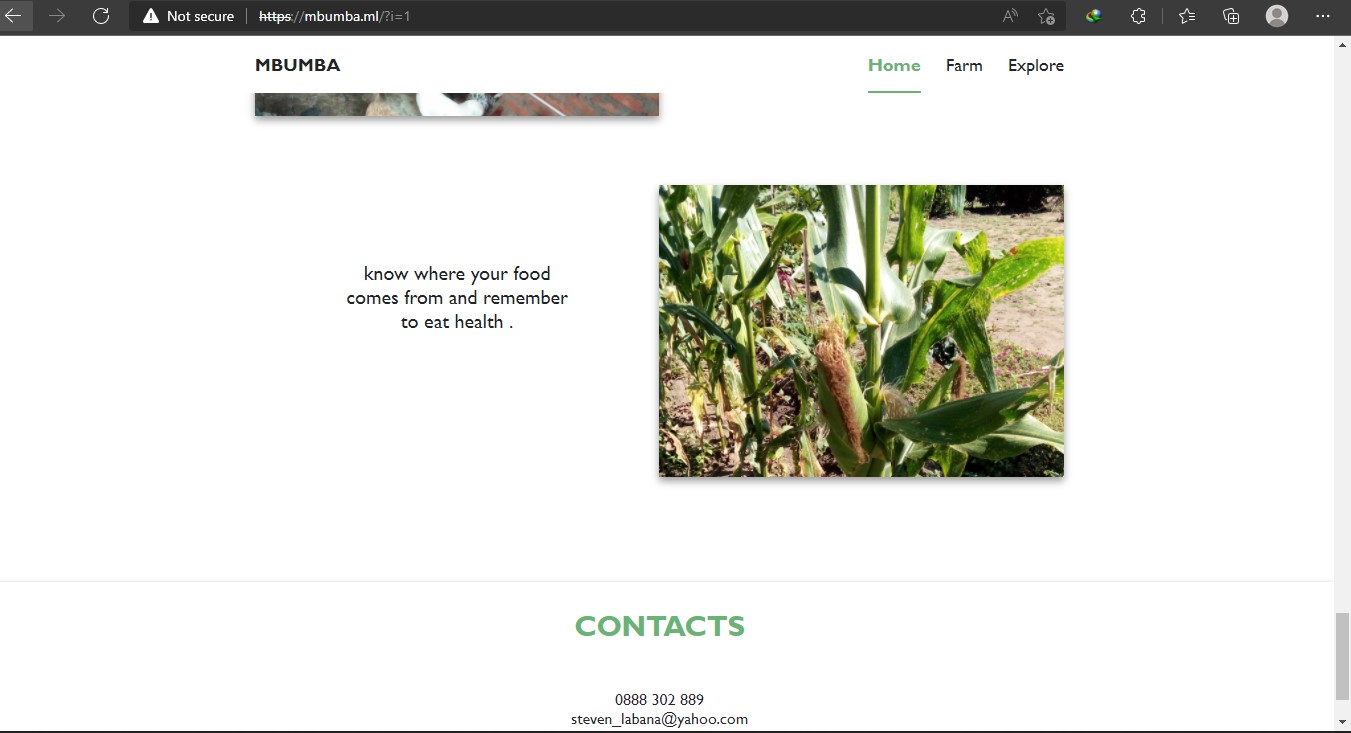 Not secure
https://mbumba.ml/?i=1
MBUMBA
Home
Farm
Explore
know where your food
comes from and remember
to eat health .
CONTACTS
0888 302 889
steven_labana@yahoo.com